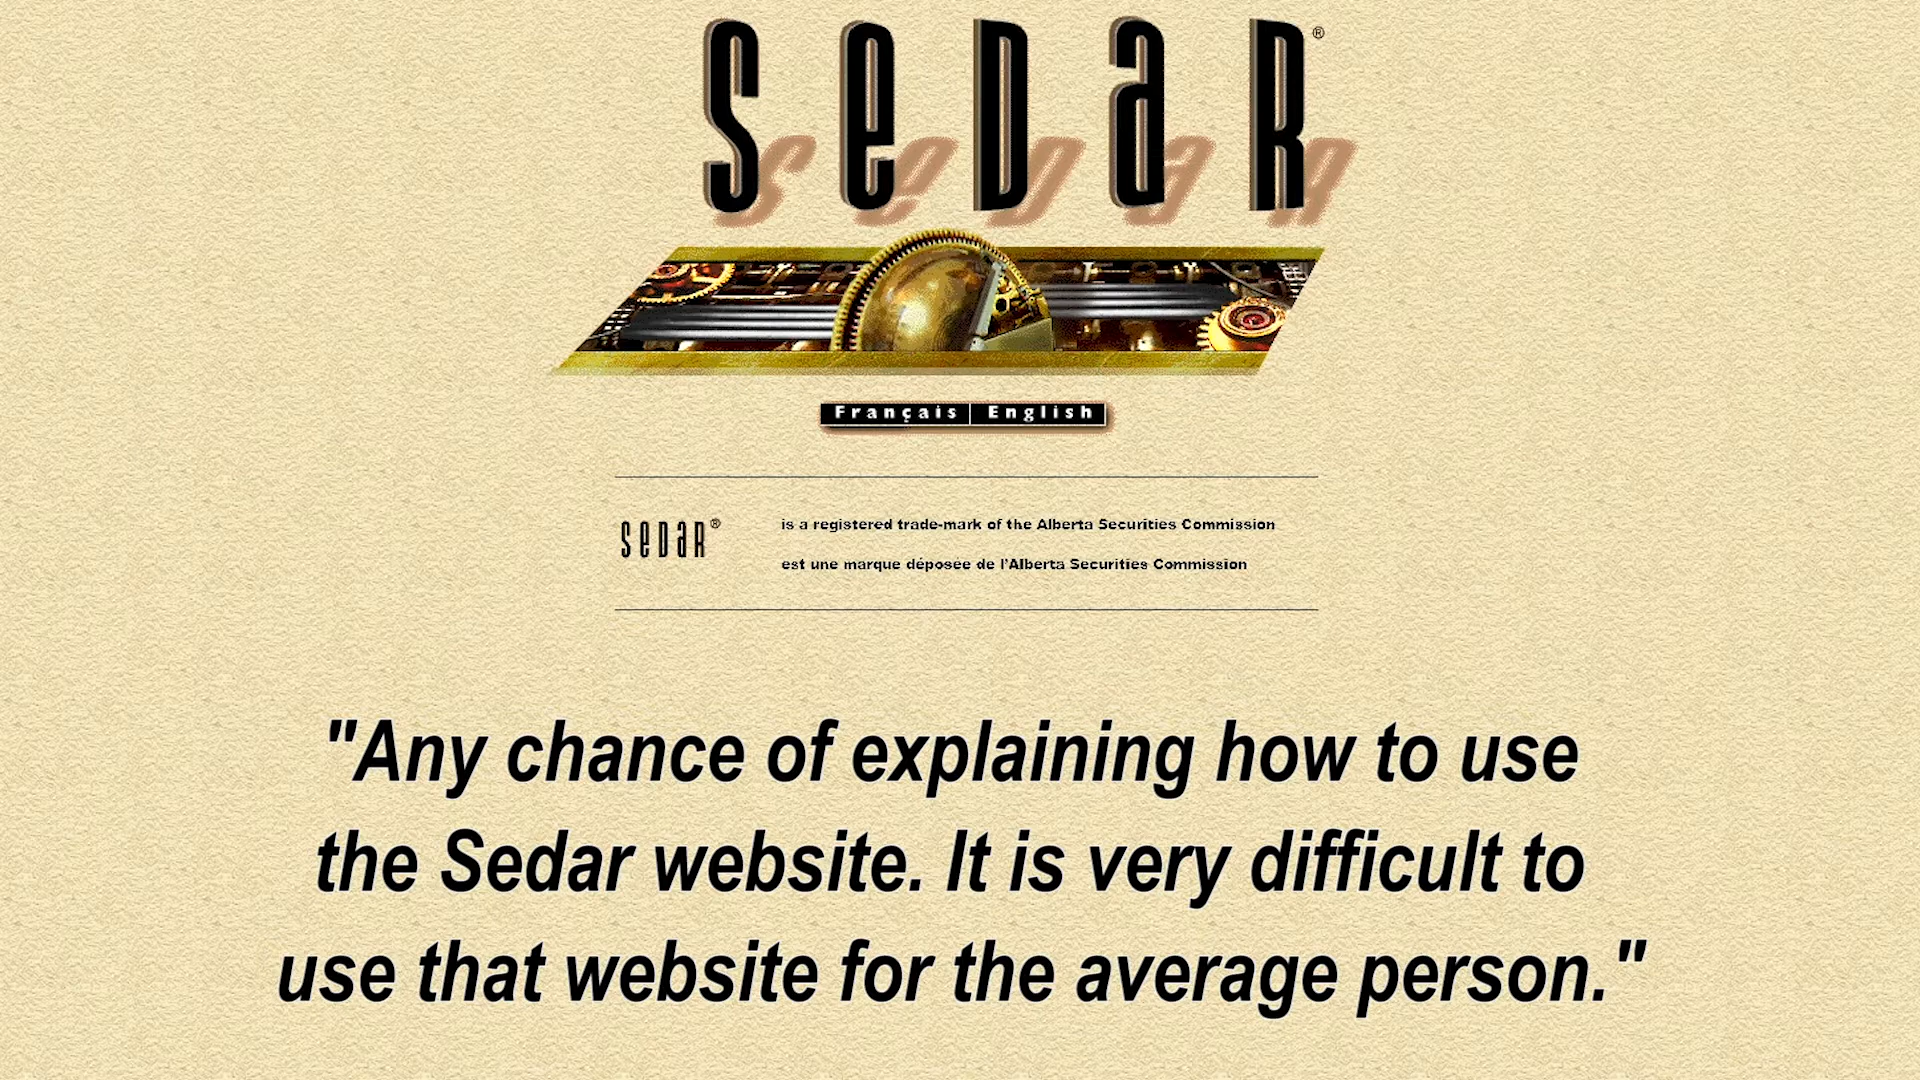 SeDaR®
Français | English
SeDaR® is a registered trade-mark of the Alberta Securities Commission
est une marque déposée de l'Alberta Securities Commission
"Any chance of explaining how to use
the Sedar website. It is very difficult to
use that website for the average person."